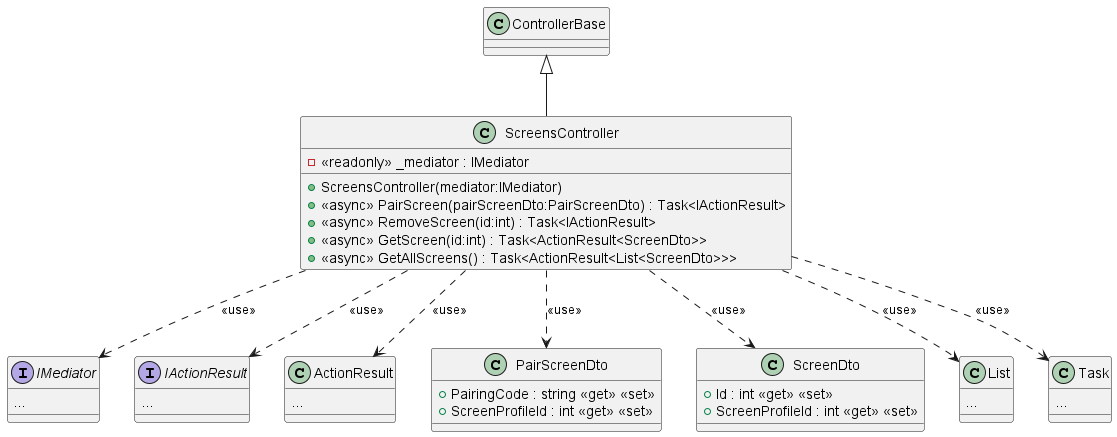 C ControllerBase
C ScreensController
«readonly» _mediator : IMediator
ScreensController(mediator:IMediator)
«async» PairScreen(pairScreenDto:PairScreenDto) : Task<IActionResult>
«async» RemoveScreen(id:int) : Task<IActionResult>
«async» GetScreen(id:int) : Task<ActionResult<ScreenDto>>
«async» GetAllScreens() : Task<ActionResult<List<ScreenDto>>>
«use» «use» «use» «use» «use» «use» «use»
I IMediator
...
I IActionResult
...
C ActionResult
...
C PairScreenDto
PairingCode : string «get» «set»
ScreenProfileId : int «get» «set»
C ScreenDto
Id : int «get» «set»
ScreenProfileId : int «get» «set»
C List
...
C Task
...